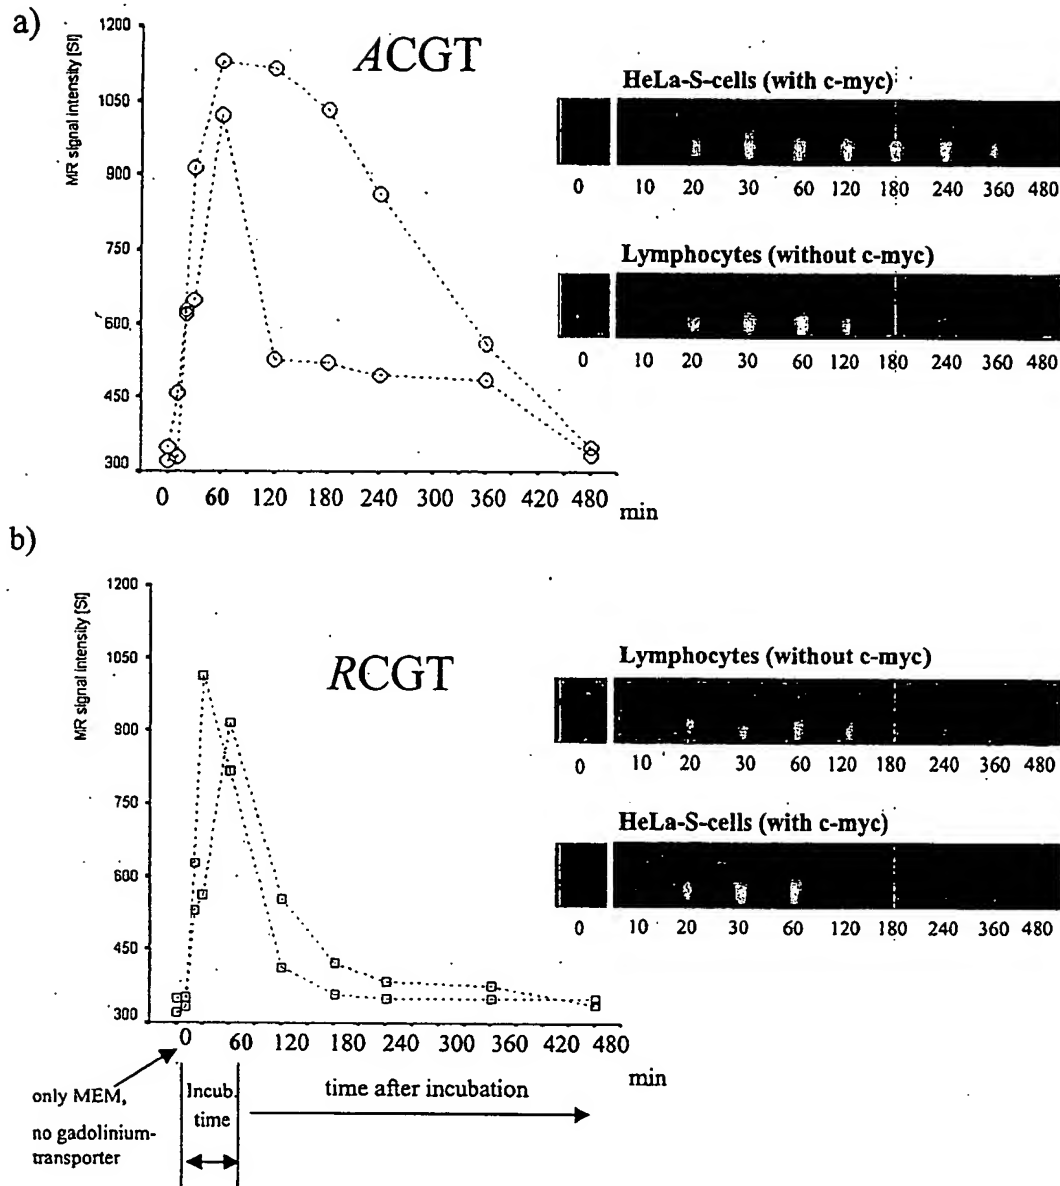 a)
MR signal intensity [SI]
1200
1050
900
750
600
450
300
ACGT
0 60 120 180 240 300 360 420 480 min
HeLa-S-cells (with c-myc)
0 10 20 30 60 120 180 240 360 480
Lymphocytes (without c-myc)
0 10 20 30 60 120 180 240 360 480
b)
MR signal intensity [SI]
1200
1050
900
750
600
450
300
RCGT
0 60 120 180 240 300 360 420 480 min
Lymphocytes (without c-myc)
0 10 20 30 60 120 180 240 360 480
HeLa-S-cells (with c-myc)
0 10 20 30 60 120 180 240 360 480
only MEM,
no gadolinium-
transporter
Incub.
time
time after incubation